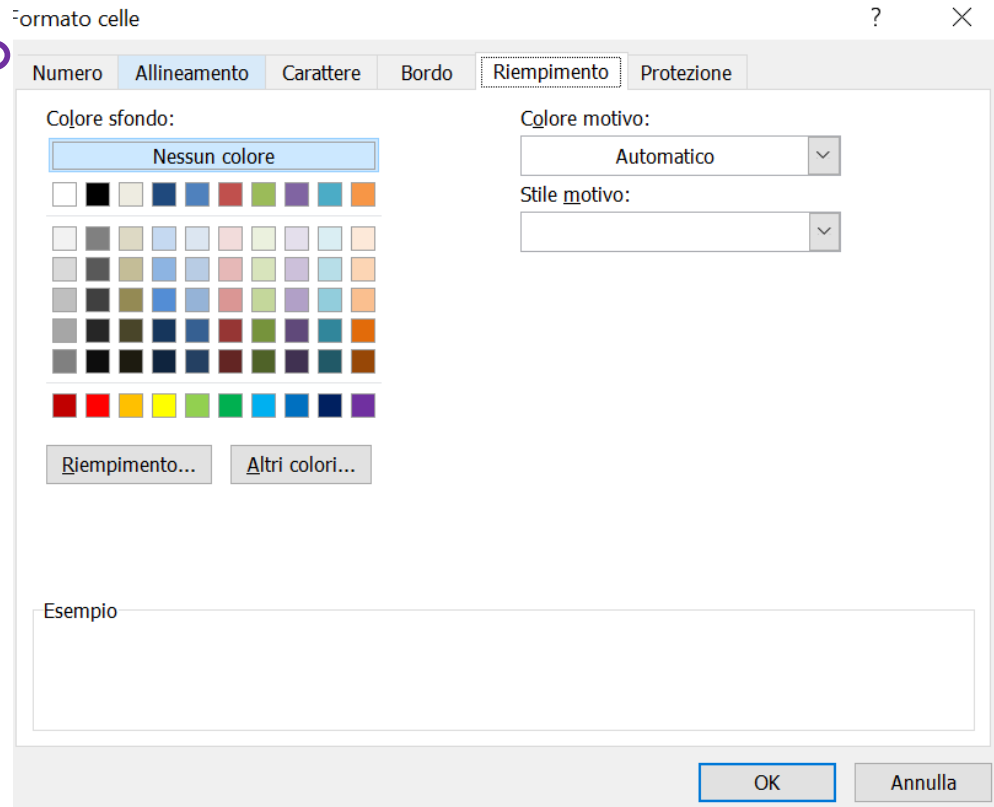 Formato celle ?
Numero Allineamento Carattere Bordo Riempimento Protezione
Colore sfondo:
Nessun colore
Colore motivo:
Automatico
Stile motivo:
Riempimento...
Altri colori...
Esempio
OK
Annulla